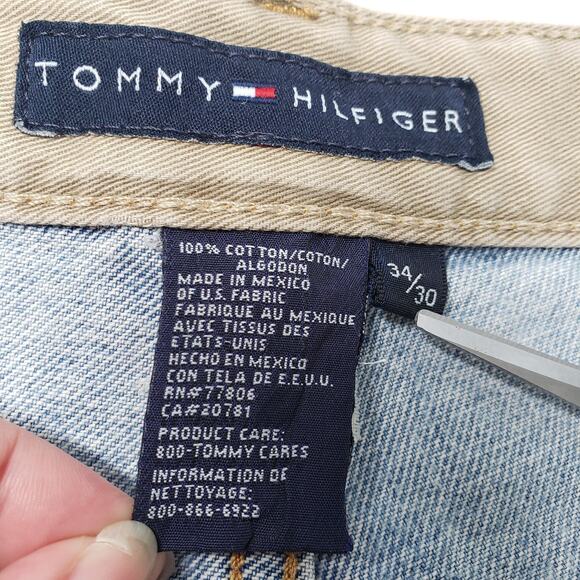 TOMMY HILFIGER
100% COTTON/COTON/
ALGODON
MADE IN MEXICO
OF U.S. FABRIC
FABRIQUE AU MEXIQUE
AVEC TISSUS DES
ETATS-UNIS
HECHO EN MEXICO
CON TELA DE E.E.U.U.
RN#77806
CA#20781
PRODUCT CARE:
800-TOMMY CARES
INFORMATION DE
NETTOYAGE:
800-866-6922
34/30